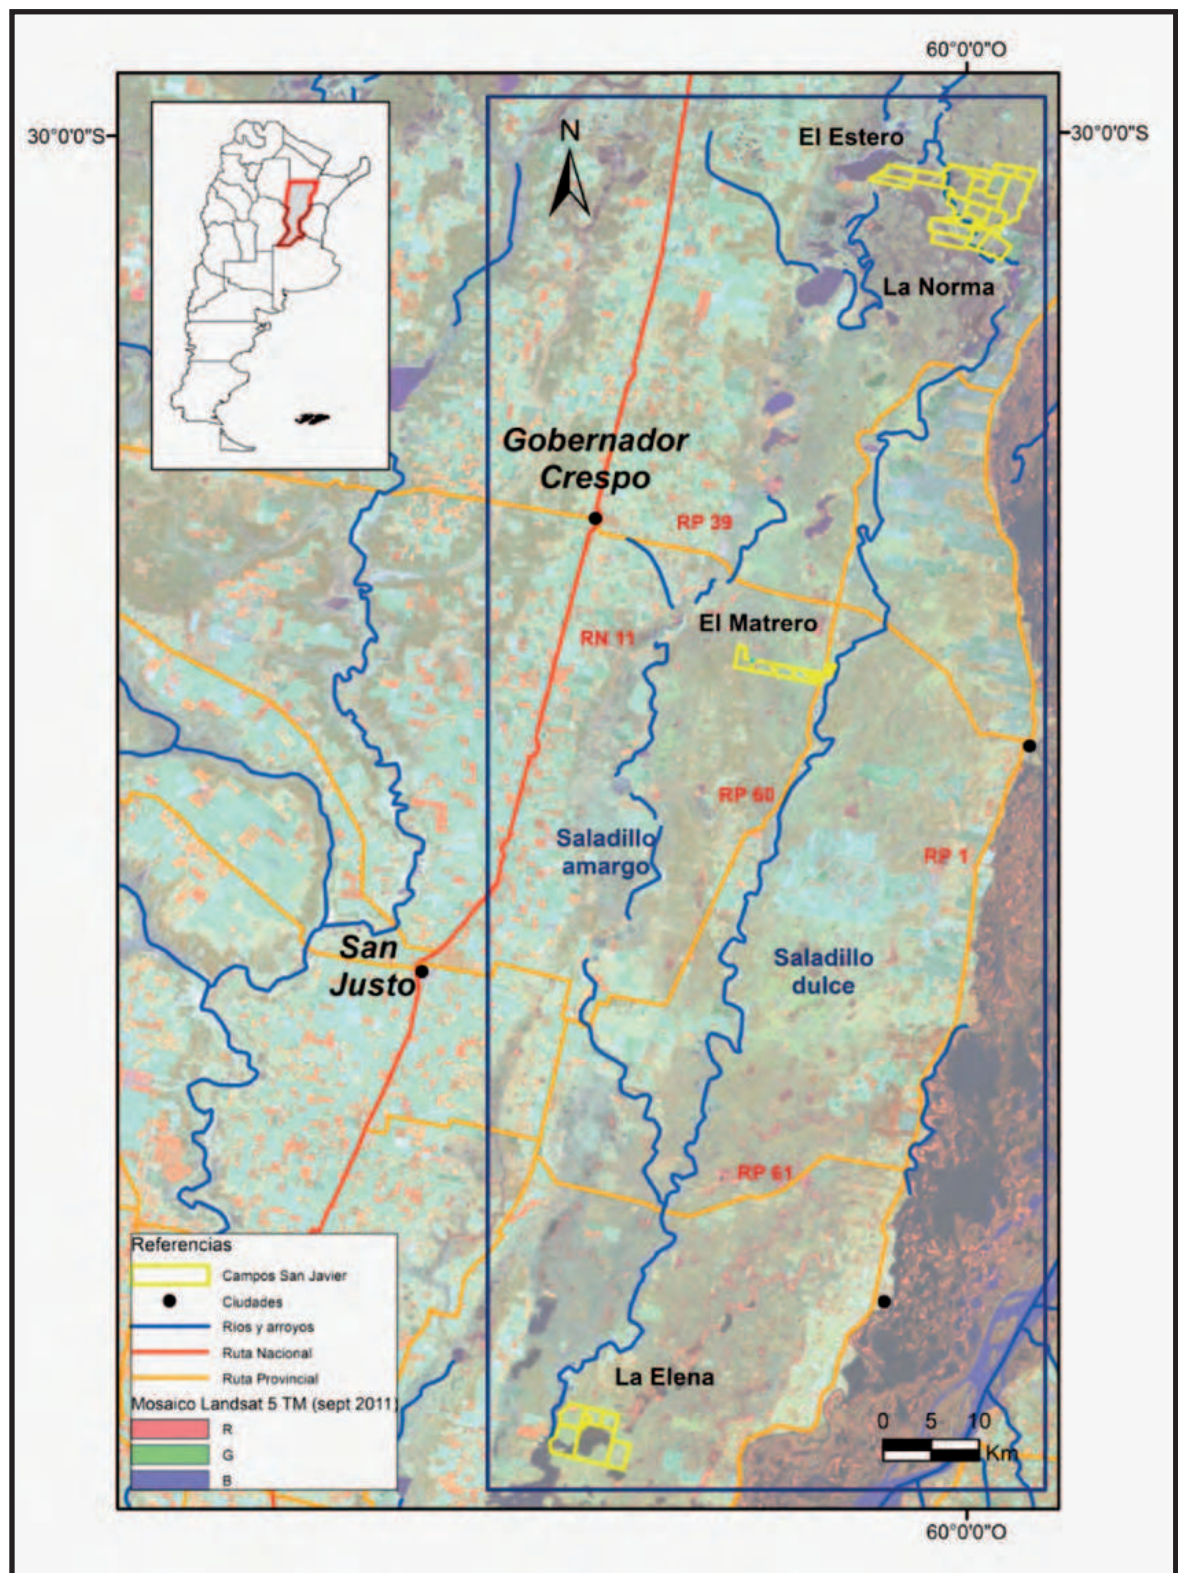 60°0'0"O
30°0'0"S
30°0'0"S
N
El Estero
La Norma
Gobernador
Crespo
RP 39
El Matrero
RN 11
RP 60
Saladillo
amargo
RP 1
San
Justo
Saladillo
dulce
RP 61
Referencias
Campos San Javier
Ciudades
Ríos y arroyos
Ruta Nacional
Ruta Provincial
Mosaico Landsat 5 TM (sept 2011)
R
G
B
La Elena
0 5 10
Km
60°0'0"O